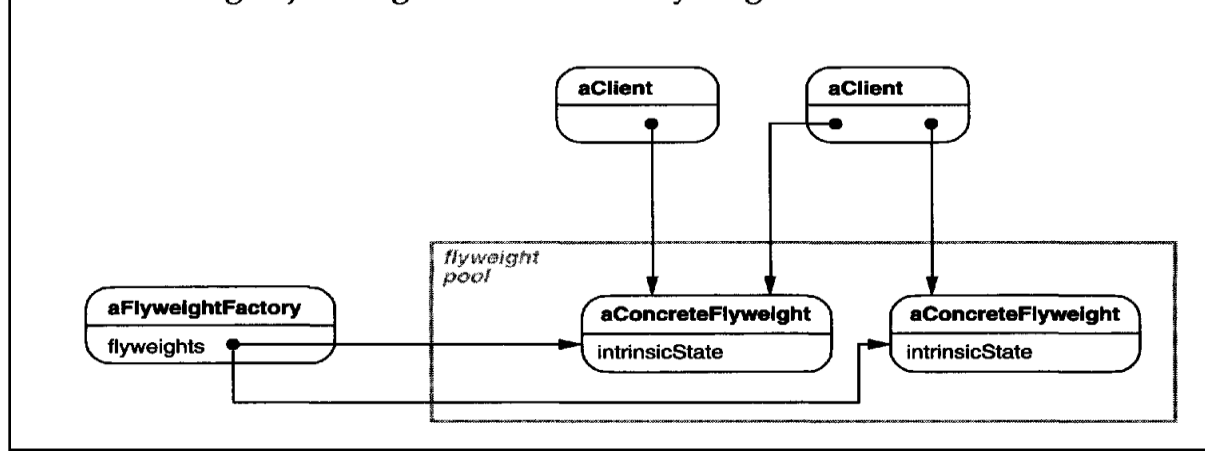 aClient
aClient
flyweight
pool
aFlyweightFactory
flyweights
aConcreteFlyweight
intrinsicState
aConcreteFlyweight
intrinsicState